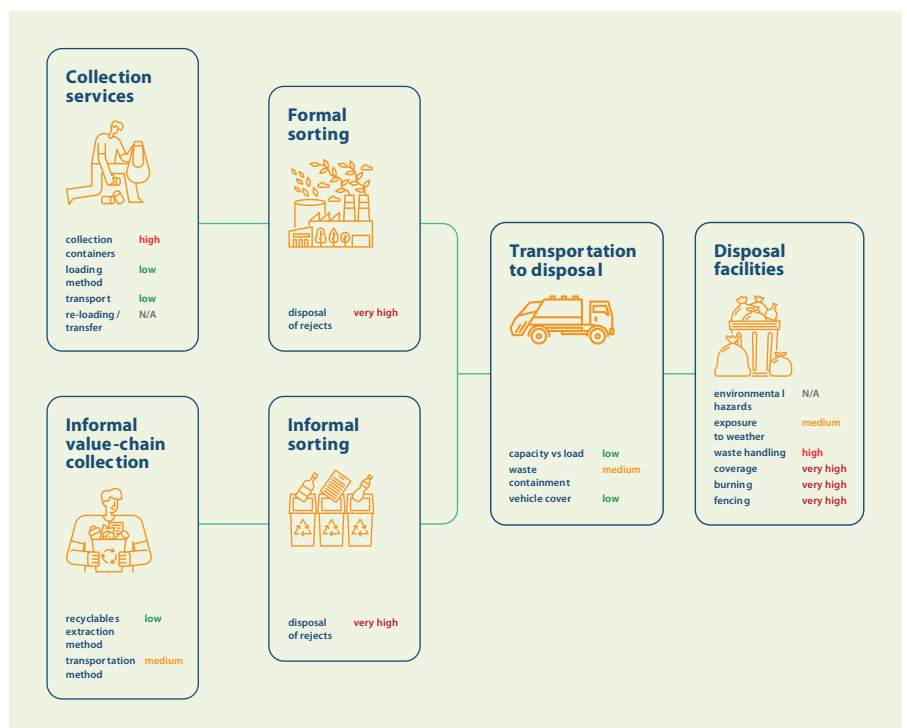 Collection
services
collection high
containers
loading low
method
transport low
re-loading / N/A
transfer
Formal
sorting
disposal very high
of rejects
Informal
value-chain
collection
recyclables low
extraction
method
transportation medium
method
Informal
sorting
disposal very high
of rejects
Transportation
to disposal
capacity vs load low
waste medium
containment
vehicle cover low
Disposal
facilities
environmental N/A
hazards
exposure medium
to weather
waste handling high
coverage very high
burning very high
fencing very high